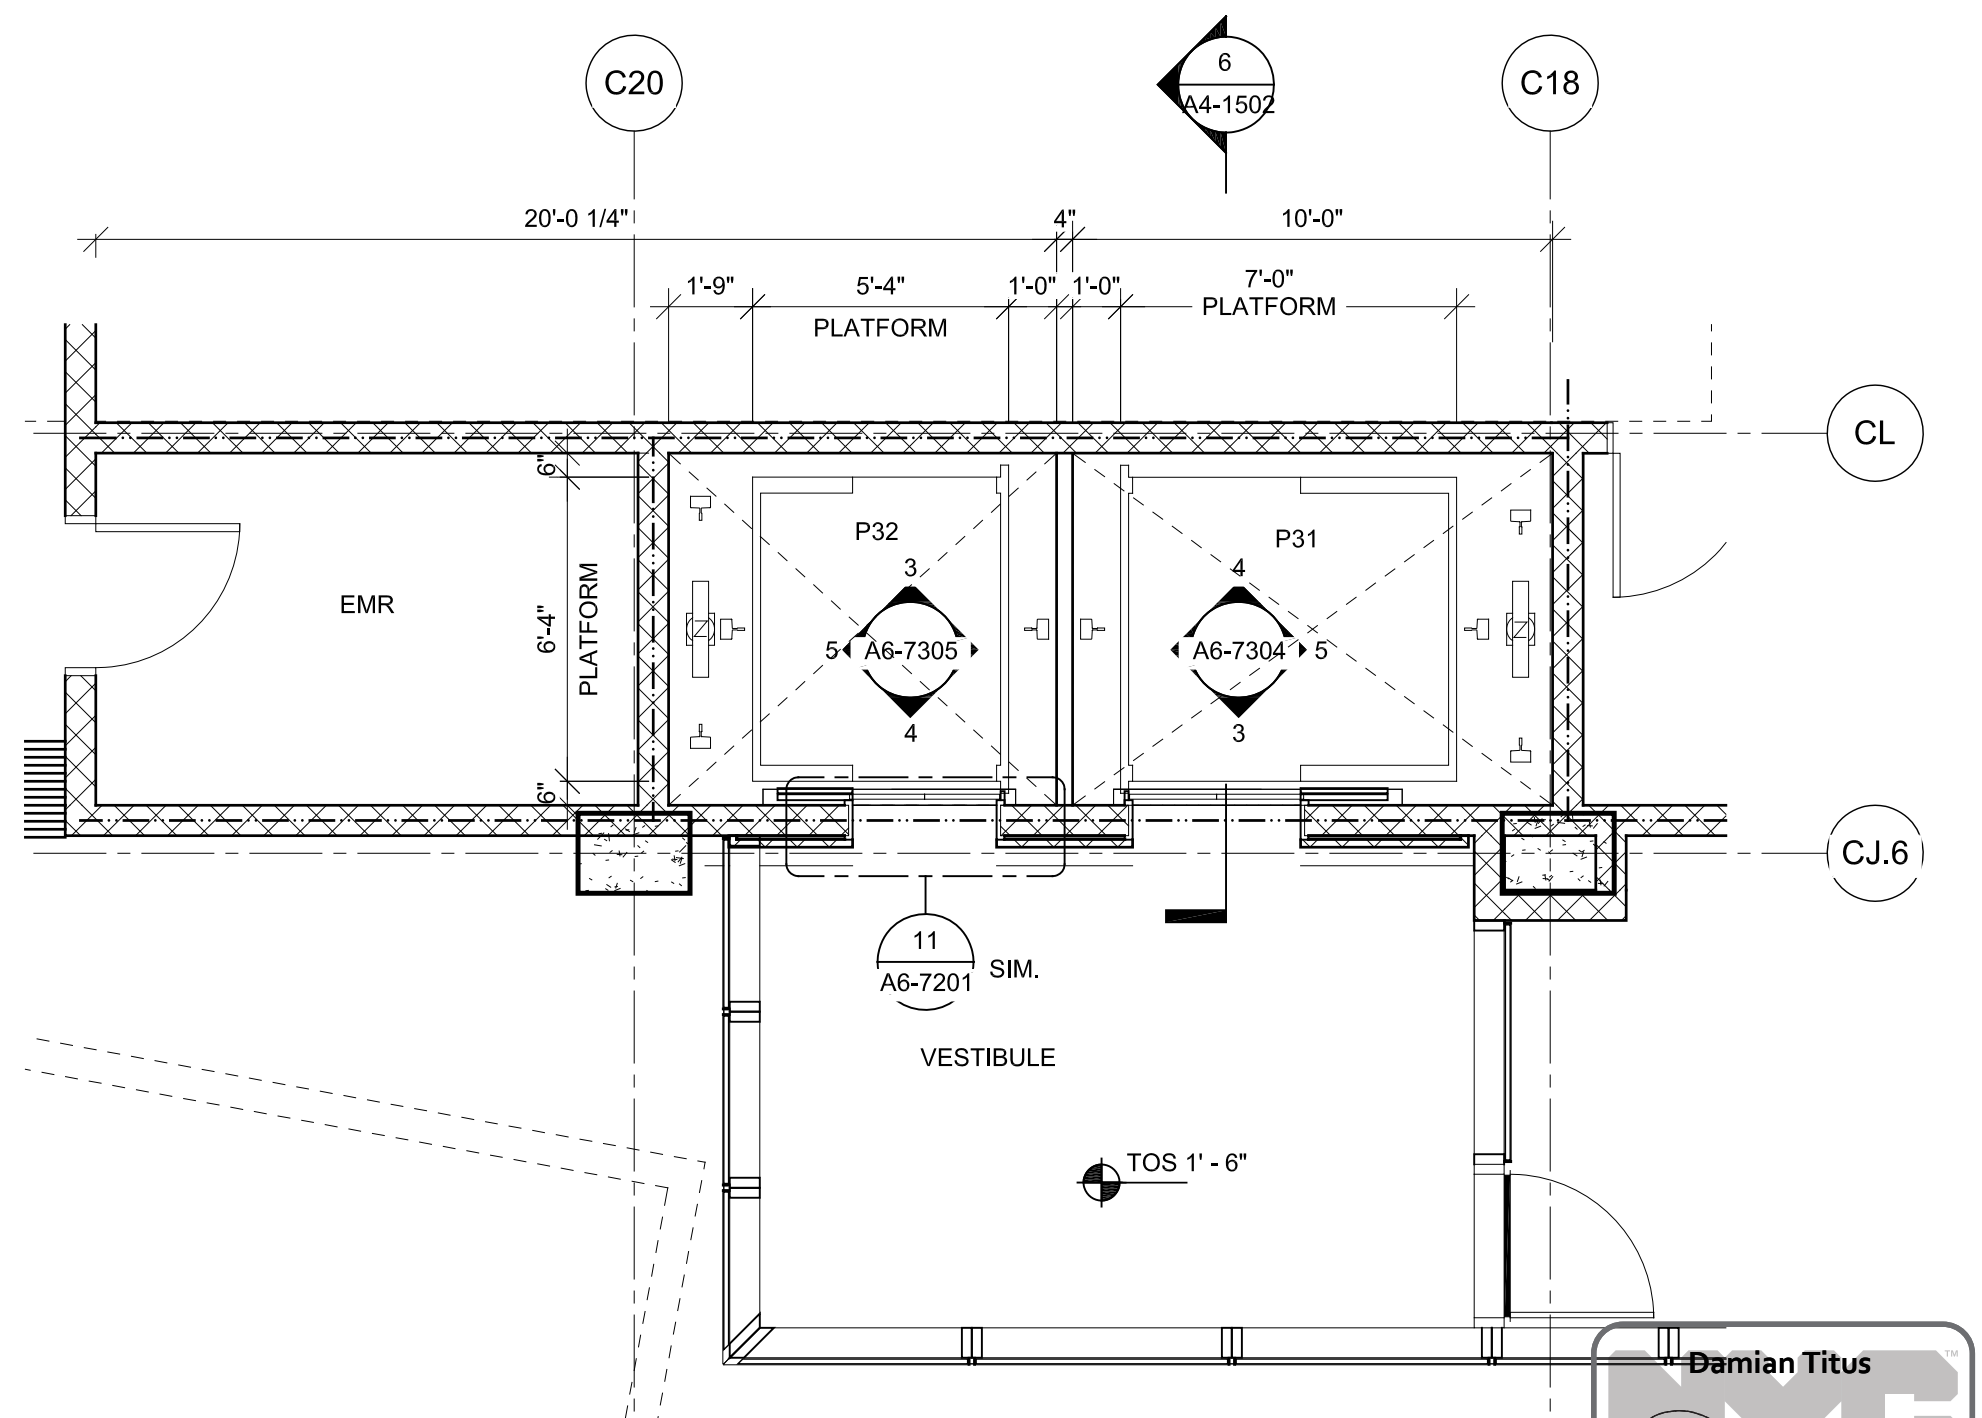 C20
6
A4-1502
C18
20'-0 1/4"
4"
10'-0"
1'-9"
5'-4"
PLATFORM
1'-0"
1'-0"
7'-0"
PLATFORM
CL
6"
6'-4"
PLATFORM
6"
EMR
P32
3
5
A6-7305
4
P31
4
A6-7304
5
3
CJ.6
11
A6-7201
SIM.
VESTIBULE
TOS 1' - 6"
Damian Titus
TM